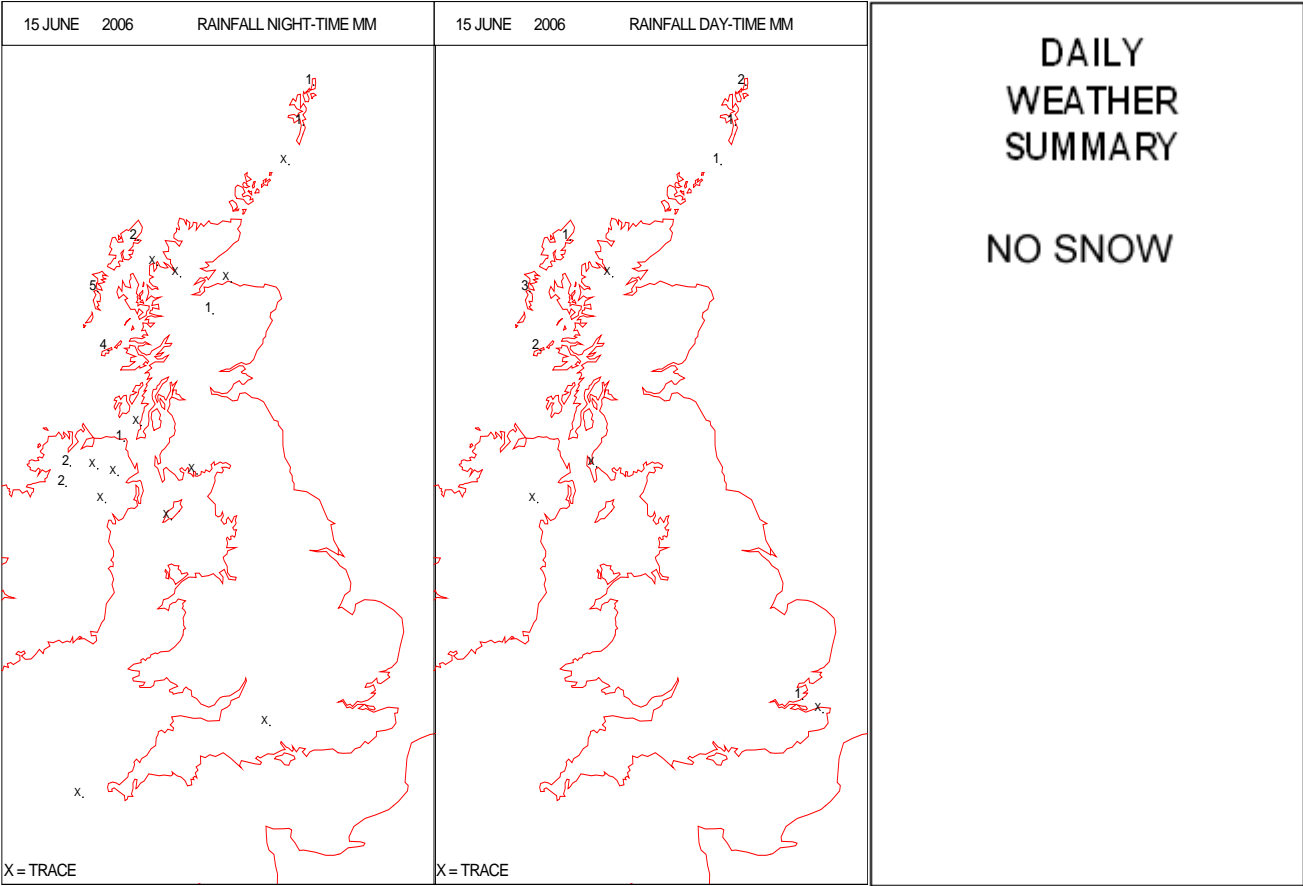 15 JUNE 2006 RAINFALL NIGHT-TIME MM
1.
1.
X.
2.
X.
X.
X.
5.
1.
4.
X.
1.
2.
X.
X.
X.
2.
X.
X
X.
X.
X = TRACE
15 JUNE 2006 RAINFALL DAY-TIME MM
2.
1.
1.
1.
X.
3.
2.
X.
X.
1.
X.
X = TRACE
DAILY
WEATHER
SUMMARY
NO SNOW